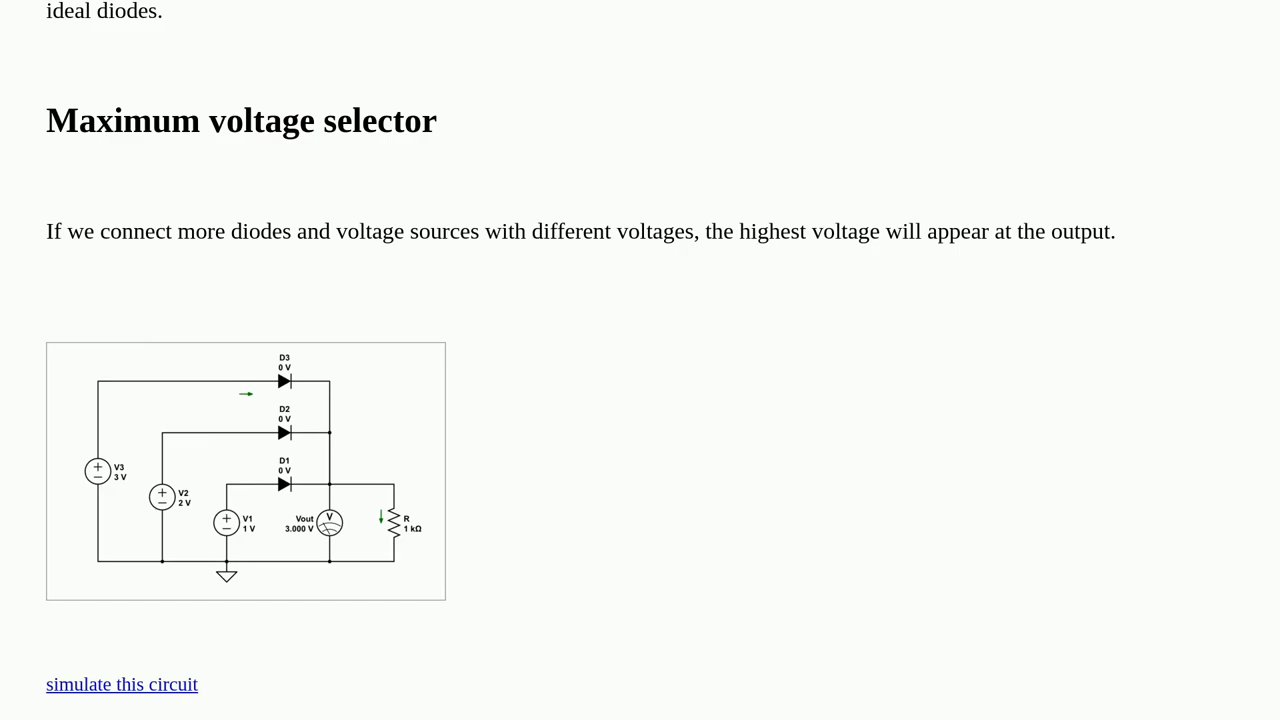 ideal diodes.
Maximum voltage selector
If we connect more diodes and voltage sources with different voltages, the highest voltage will appear at the output.
D3
0 V
D2
0 V
D1
0 V
V3
3 V
V2
2 V
V1
1 V
Vout
3.000 V
V
R
1 kΩ
simulate this circuit